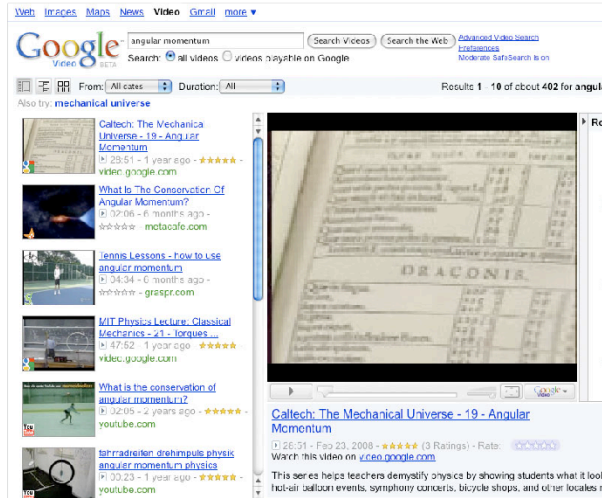 Web Images Maps News Video Gmail more ▼
Google Video BETA
angular momentum Search Videos Search the Web
Advanced Video Search
Preferences
Moderate SafeSearch is on
Search: all videos videos playable on Google
From: All dates Duration: All Results 1 - 10 of about 402 for angula
Also try: mechanical universe
Caltech: The Mechanical
Universe - 19 - Angular
Momentum
28:51 - 1 year ago -
video.google.com
What Is The Conservation Of
Angular Momentum?
02:06 - 6 months ago -
☆☆☆☆☆ - metacafe.com
Tennis Lessons - how to use
angular momentum
04:34 - 6 months ago -
☆☆☆☆☆ - graspr.com
MIT Physics Lecture: Classical
Mechanics - 21 - Torques ...
47:52 - 1 year ago -
video.google.com
What is the conservation of
angular momentum?
02:05 - 2 years ago -
youtube.com
fahrradreifen drehimpuls physik
angular momentum physics
00:23 - 1 year ago -
youtube.com
DRACONIS.
Google
Caltech: The Mechanical Universe - 19 - Angular
Momentum
28:51 - Feb 23, 2008 - (3 Ratings) - Rate:
Watch this video on video.google.com
This series helps teachers demystify physics by showing students what it lool
hot-air balloon events, symphony concerts, bicycle shops, and other locales r